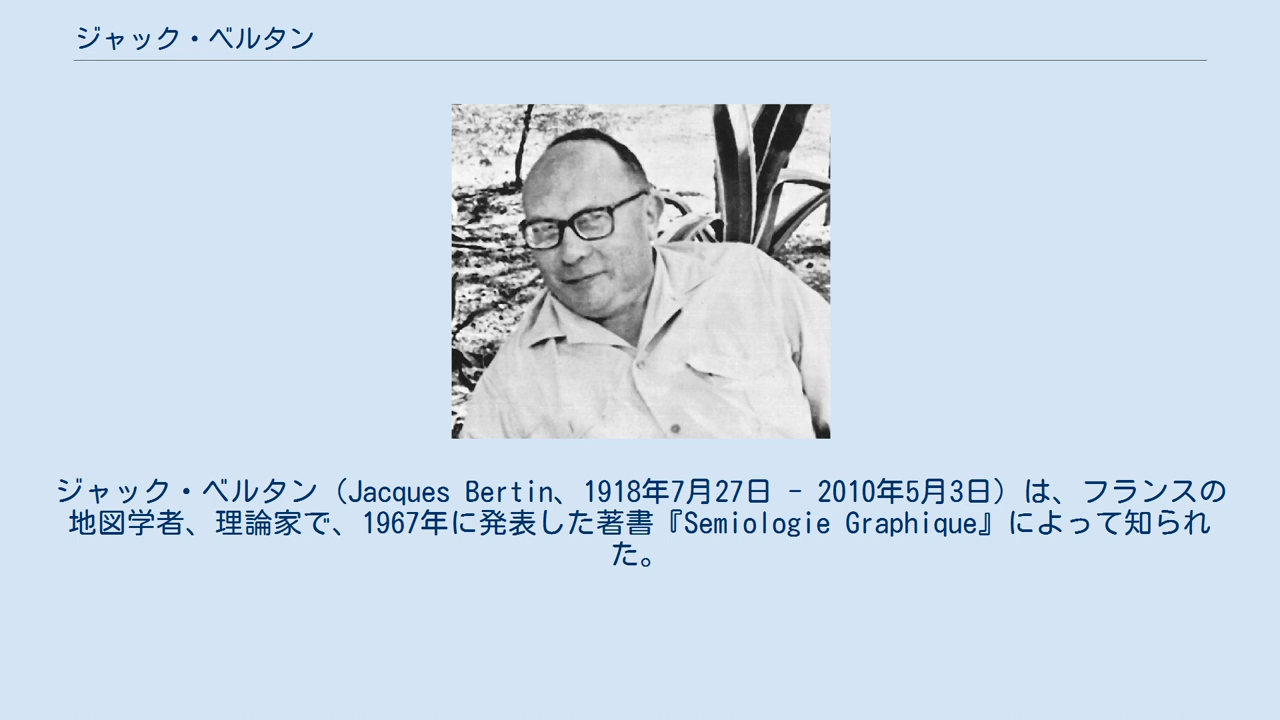 ジャック・ベルタン
ジャック・ベルタン（Jacques Bertin、1918年7月27日 - 2010年5月3日）は、フランスの
地図学者、理論家で、1967年に発表した著書『Semiologie Graphique』によって知られ
た。